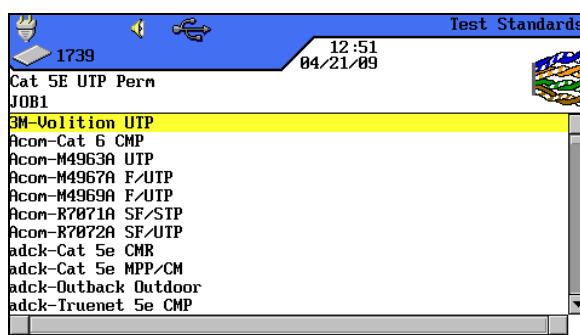 Test Standards
1739
12:51
04/21/09
Cat 5E UTP Perm
JOB1
3M-Volition UTP
Acom-Cat 6 CMP
Acom-M4963A UTP
Acom-M4967A F/UTP
Acom-M4969A F/UTP
Acom-R7071A SF/STP
Acom-R7072A SF/UTP
adck-Cat 5e CMR
adck-Cat 5e MPP/CM
adck-Outback Outdoor
adck-Truenet 5e CMP